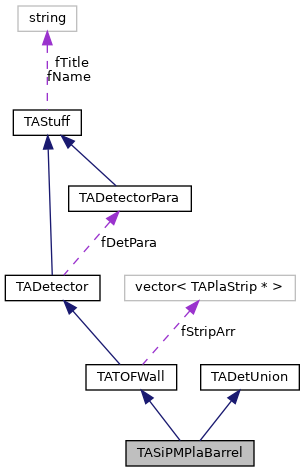 string
fTitle
fName
TAStuff
TADetectorPara
fDetPara
TADetector
vector< TAPlaStrip * >
fStripArr
TATOFWall
TADetUnion
TASiPMPlaBarrel